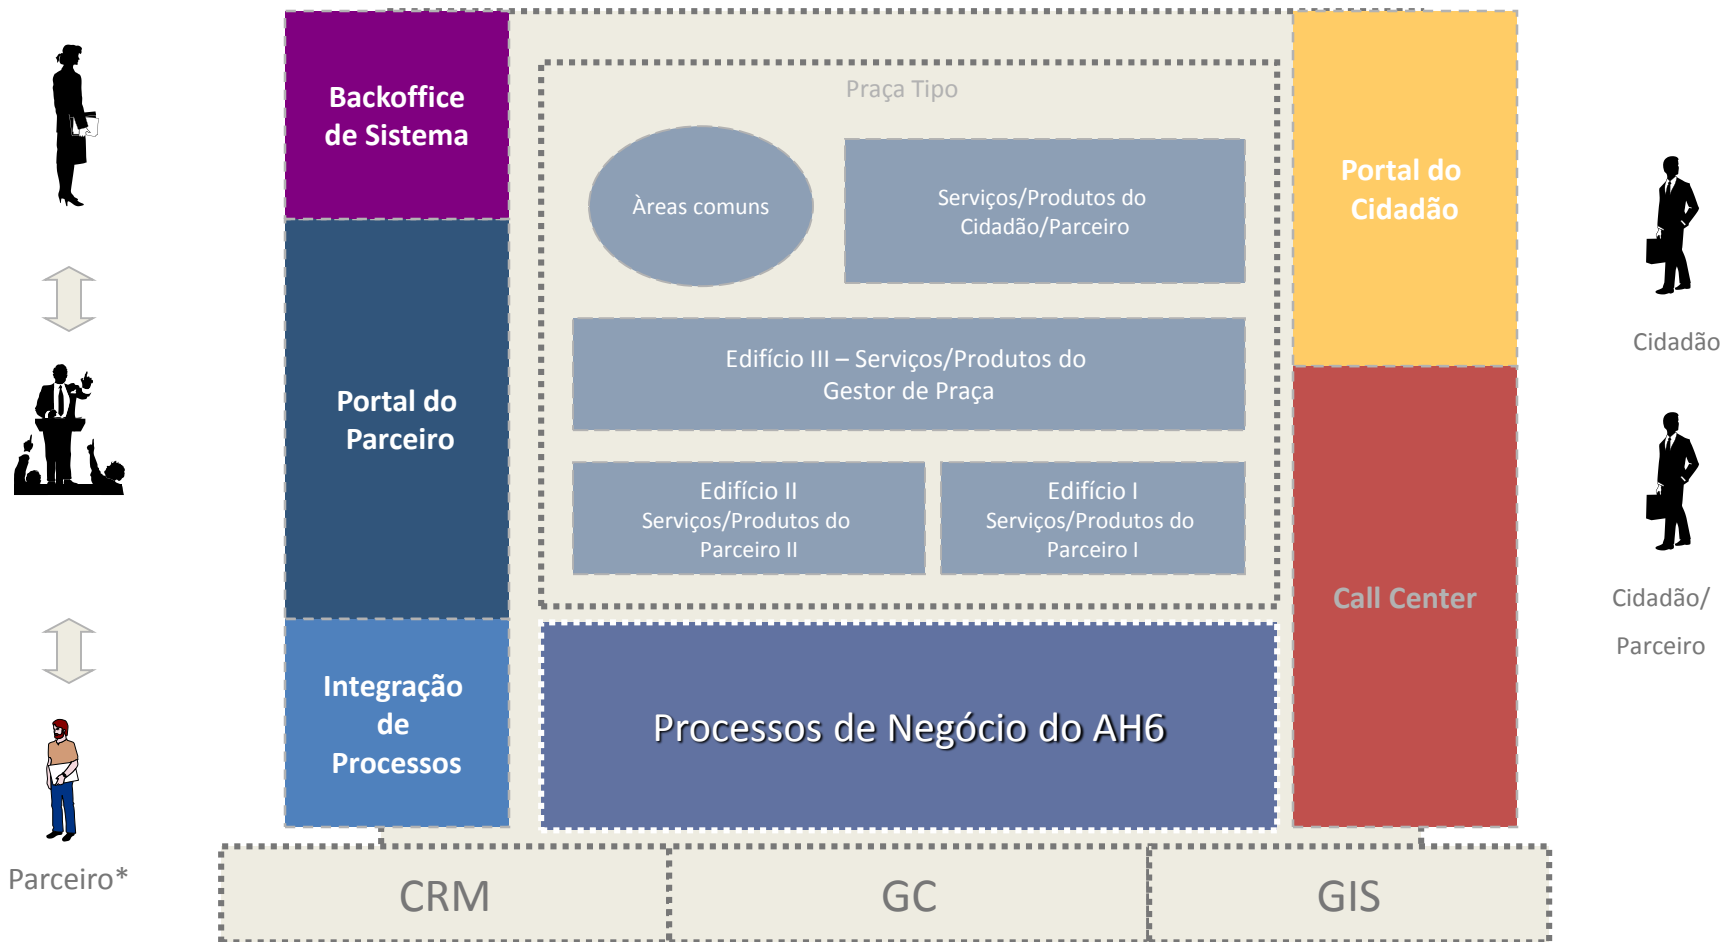 Backoffice
de Sistema
Portal do
Parceiro
Integração
de
Processos
Parceiro*
Praça Tipo
Àreas comuns
Serviços/Produtos do
Cidadão/Parceiro
Edifício III – Serviços/Produtos do
Gestor de Praça
Edifício II
Serviços/Produtos do
Parceiro II
Edifício I
Serviços/Produtos do
Parceiro I
Processos de Negócio do AH6
Portal do
Cidadão
Call Center
Cidadão
Cidadão/
Parceiro
CRM
GC
GIS